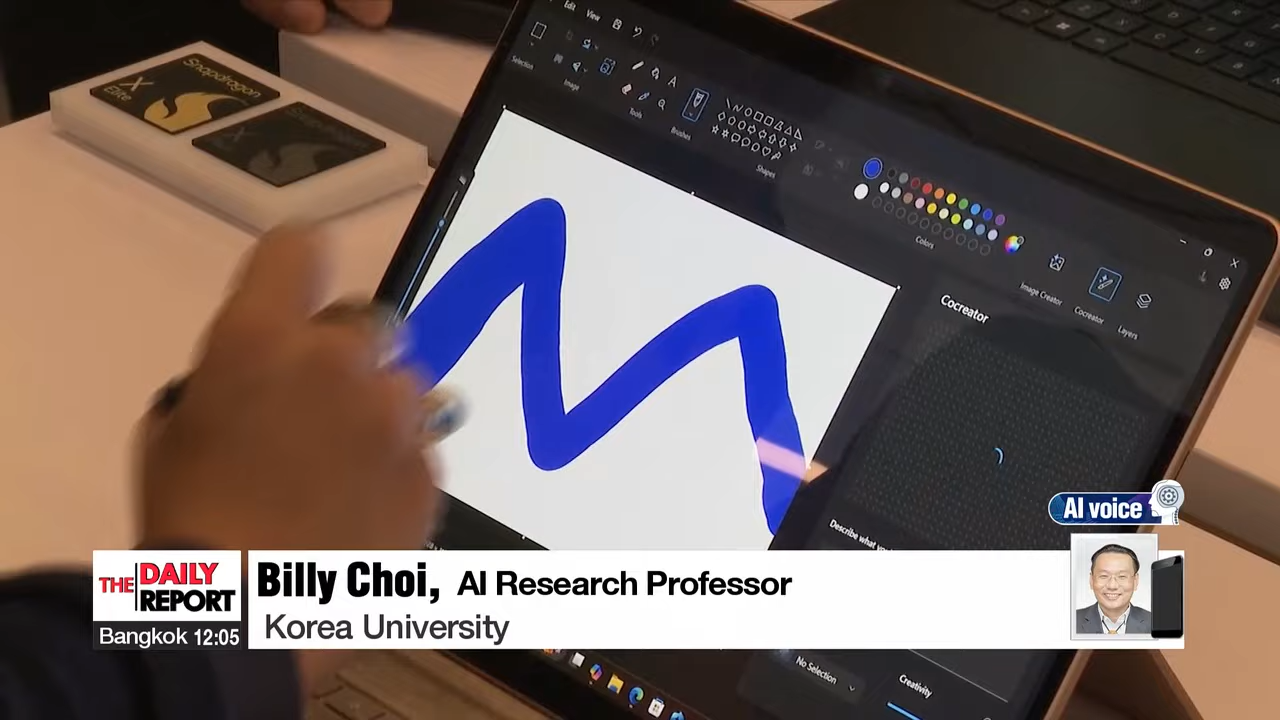 Edit View
Snapdragon
X
Elite
Selection
Image
Tools
Brushes
Shapes
Colors
Image Creator
Cocreator
Layers
Cocreator
Describe what you
AI voice
THE DAILY REPORT
Billy Choi, AI Research Professor
Korea University
Bangkok 12:05
No Selection
Creativity